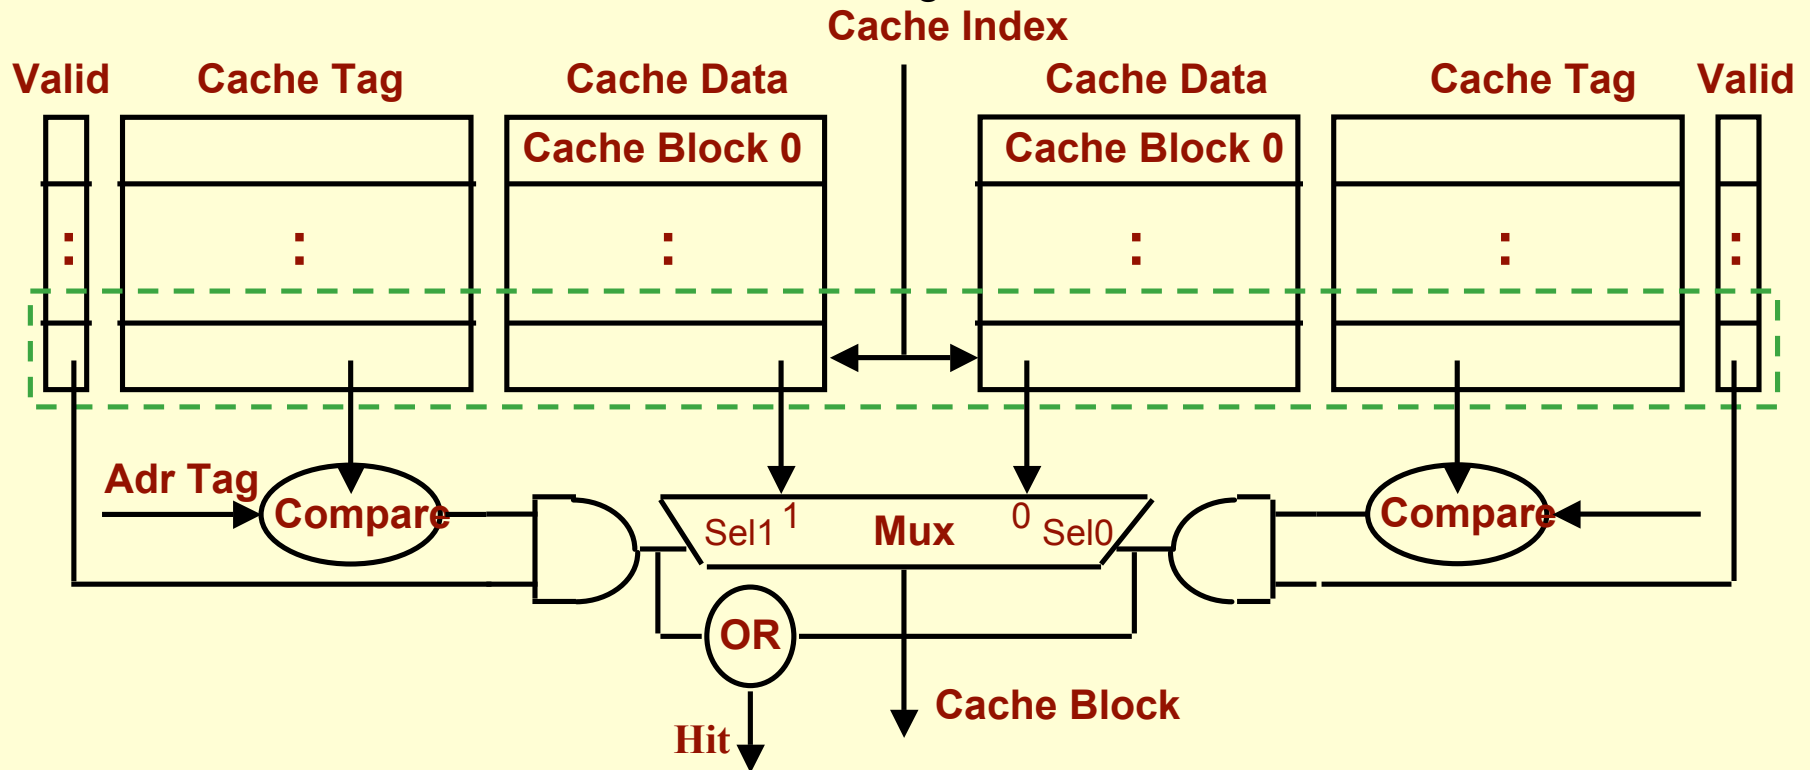 Cache Index
Valid Cache Tag Cache Data Cache Data Cache Tag Valid
Cache Block 0 Cache Block 0
: : : : : :
Adr Tag
Compare Sel1 1 Mux 0 Sel0 Compare
OR
Cache Block
Hit